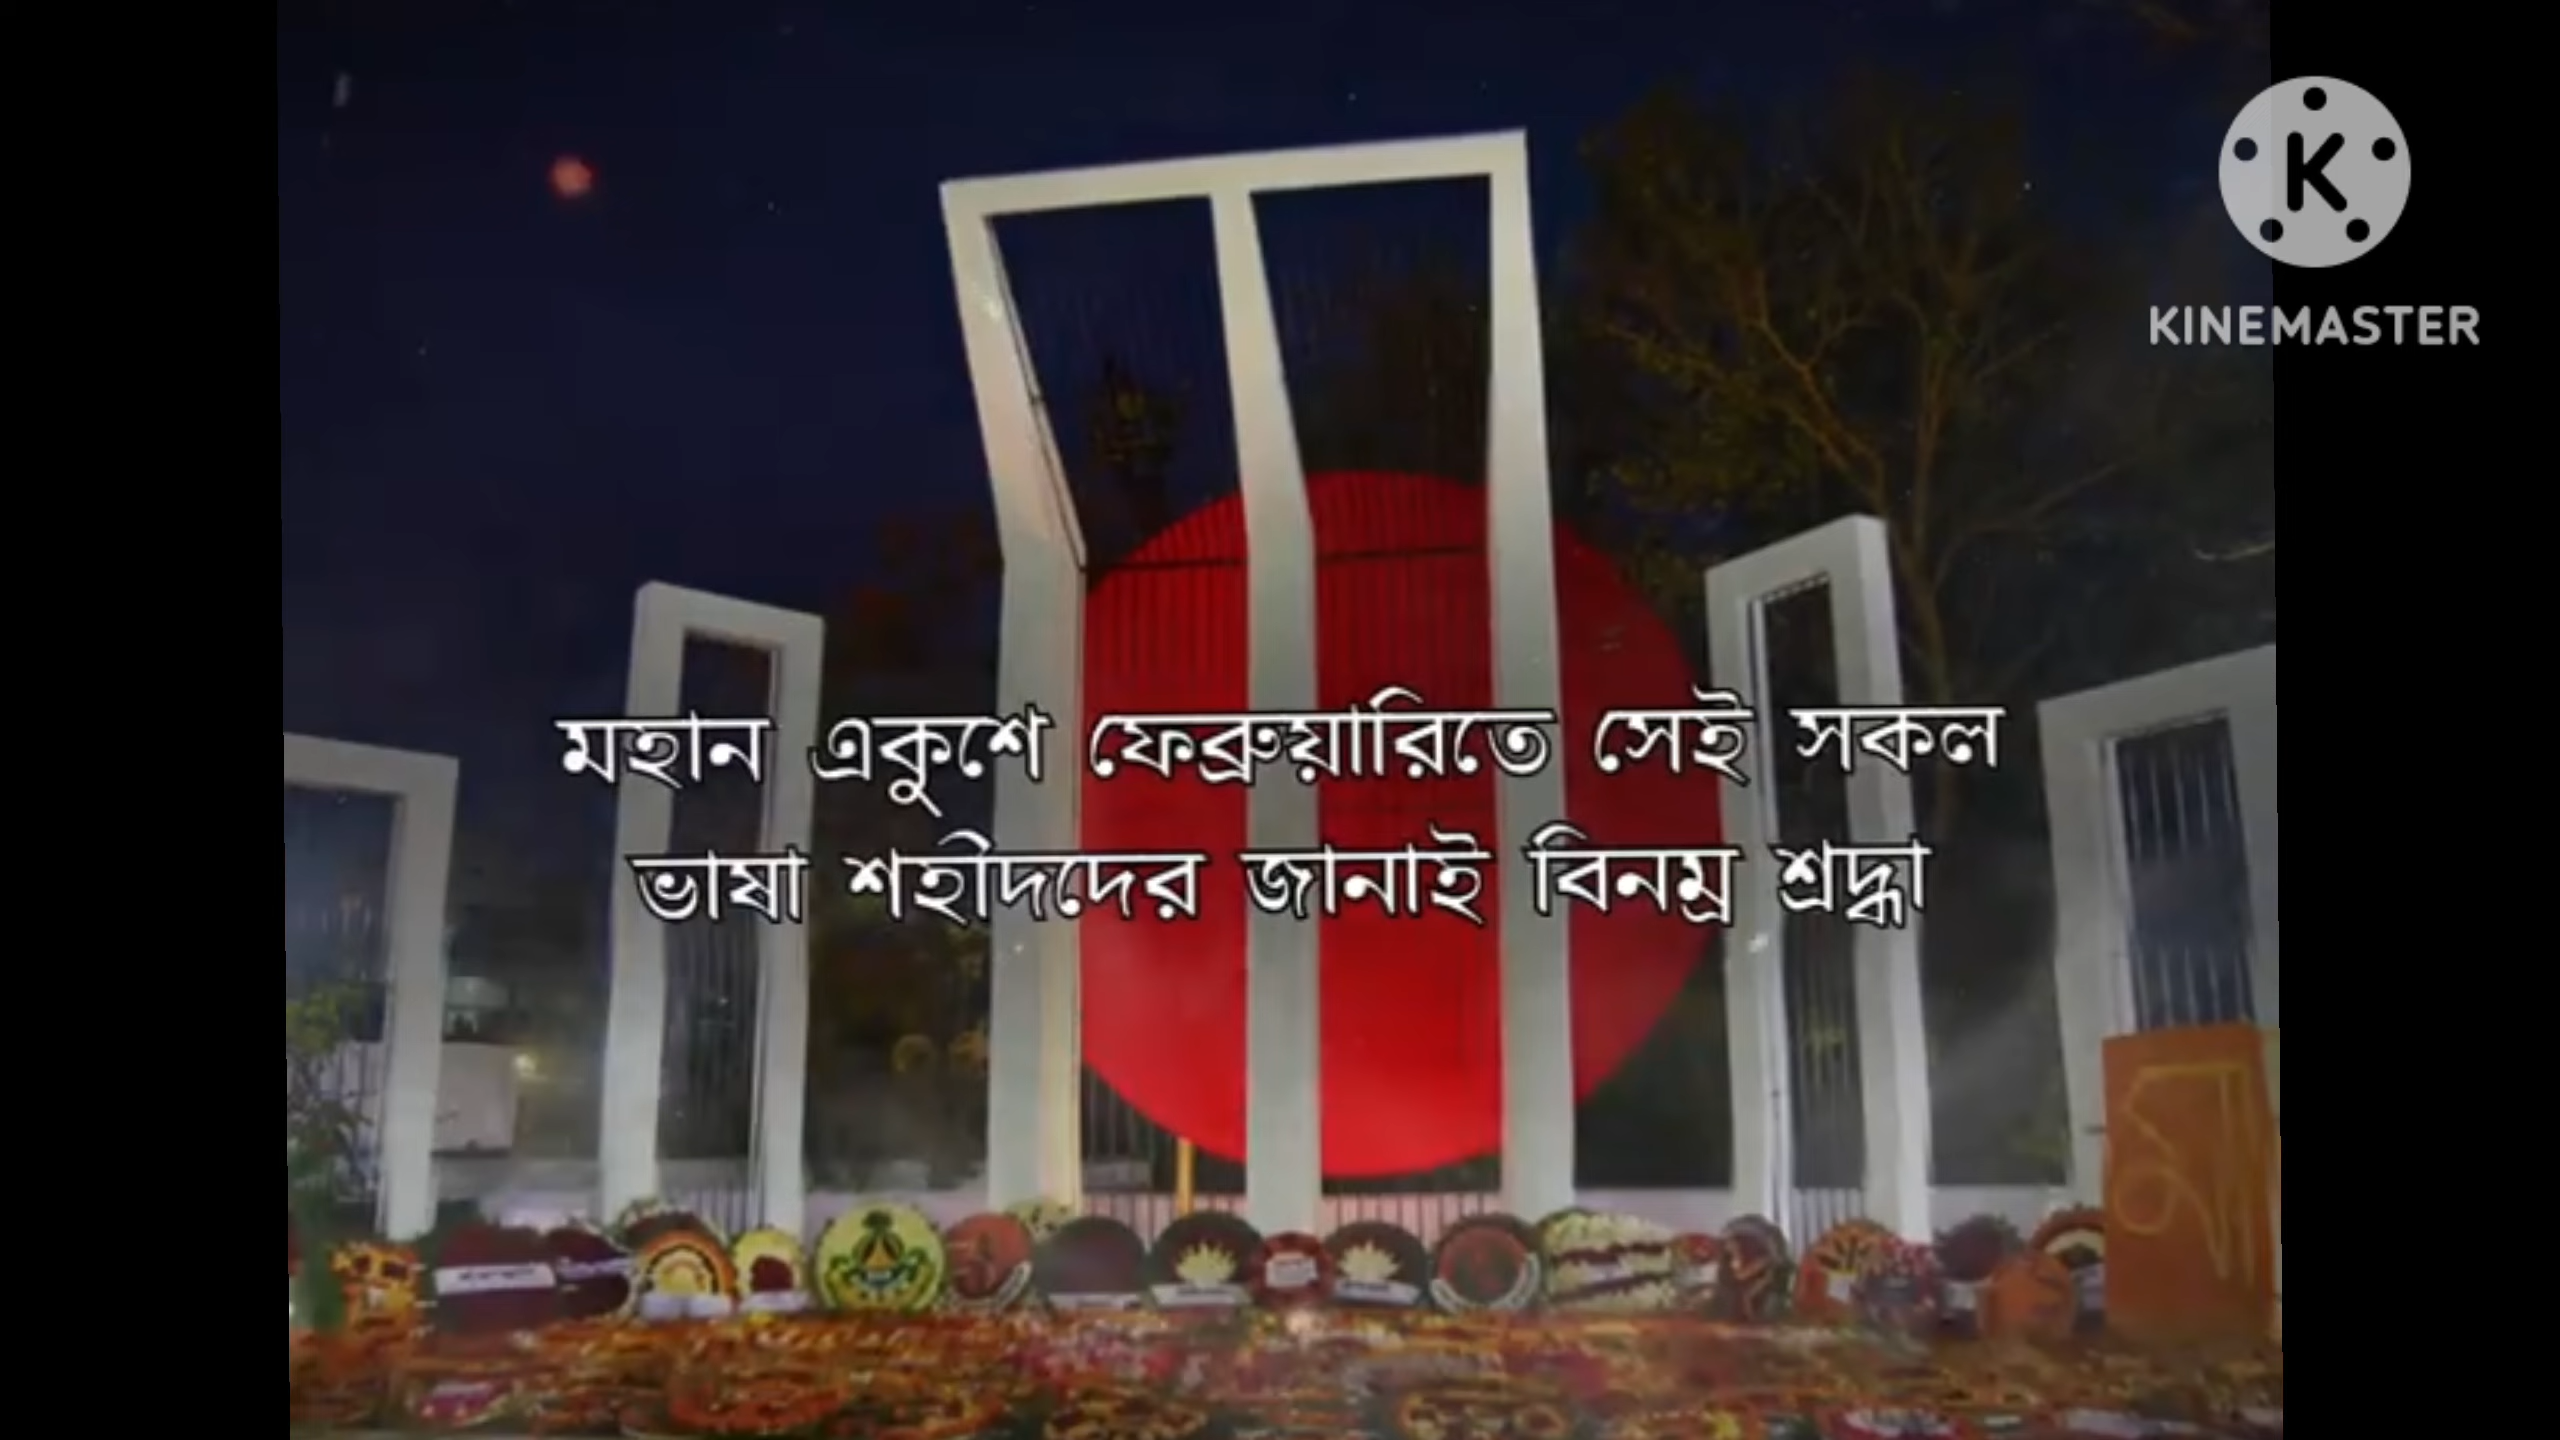 KINEMASTER
মহান একুশে ফেব্রুয়ারিতে সেই সকল
ভাষা শহীদদের জানাই বিনম্র শ্রদ্ধা